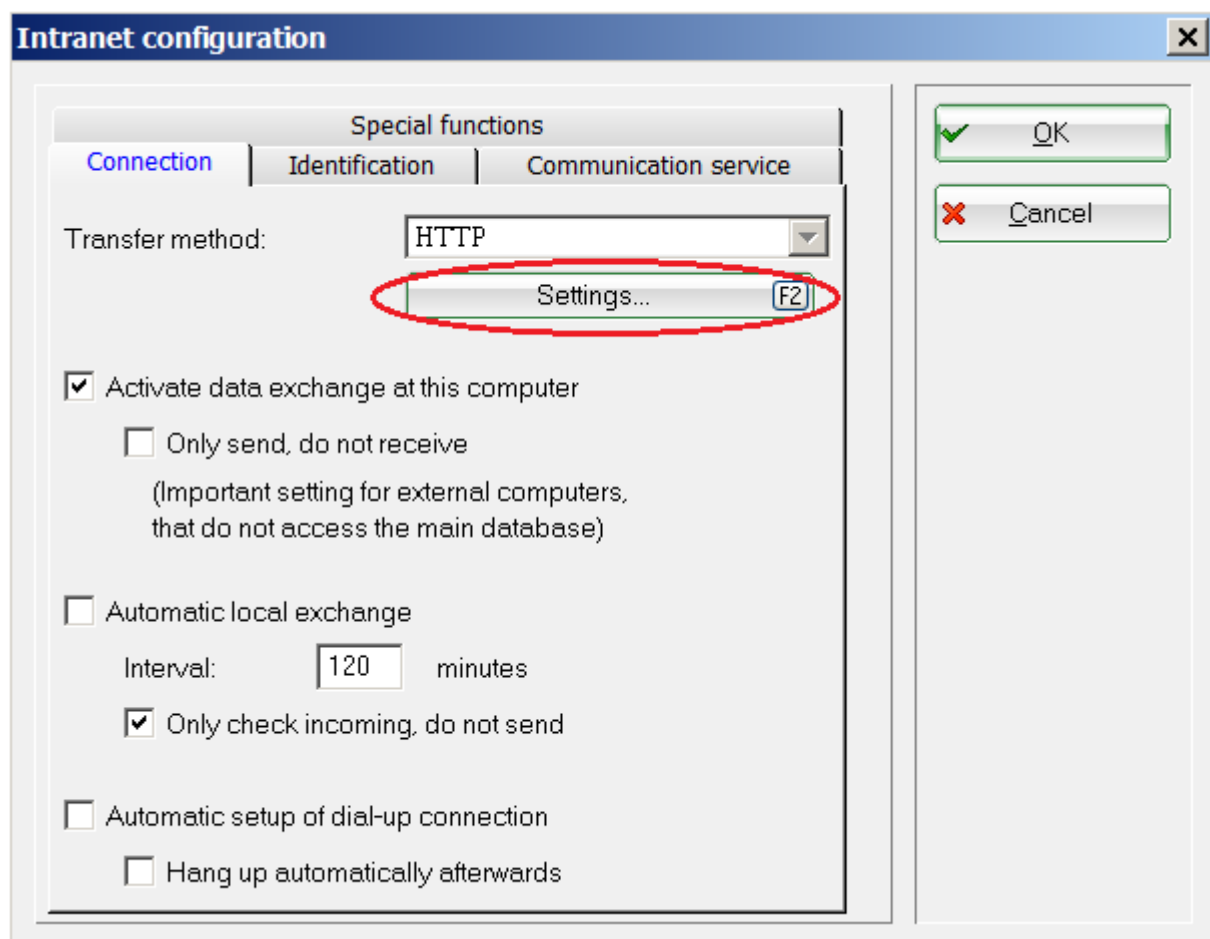 Intranet configuration
Special functions
Connection
Identification
Communication service
Transfer method:
HTTP
Settings...
F2
Activate data exchange at this computer
Only send, do not receive
(Important setting for external computers,
that do not access the main database)
Automatic local exchange
Interval:
120
minutes
Only check incoming, do not send
Automatic setup of dial-up connection
Hang up automatically afterwards
OK
Cancel